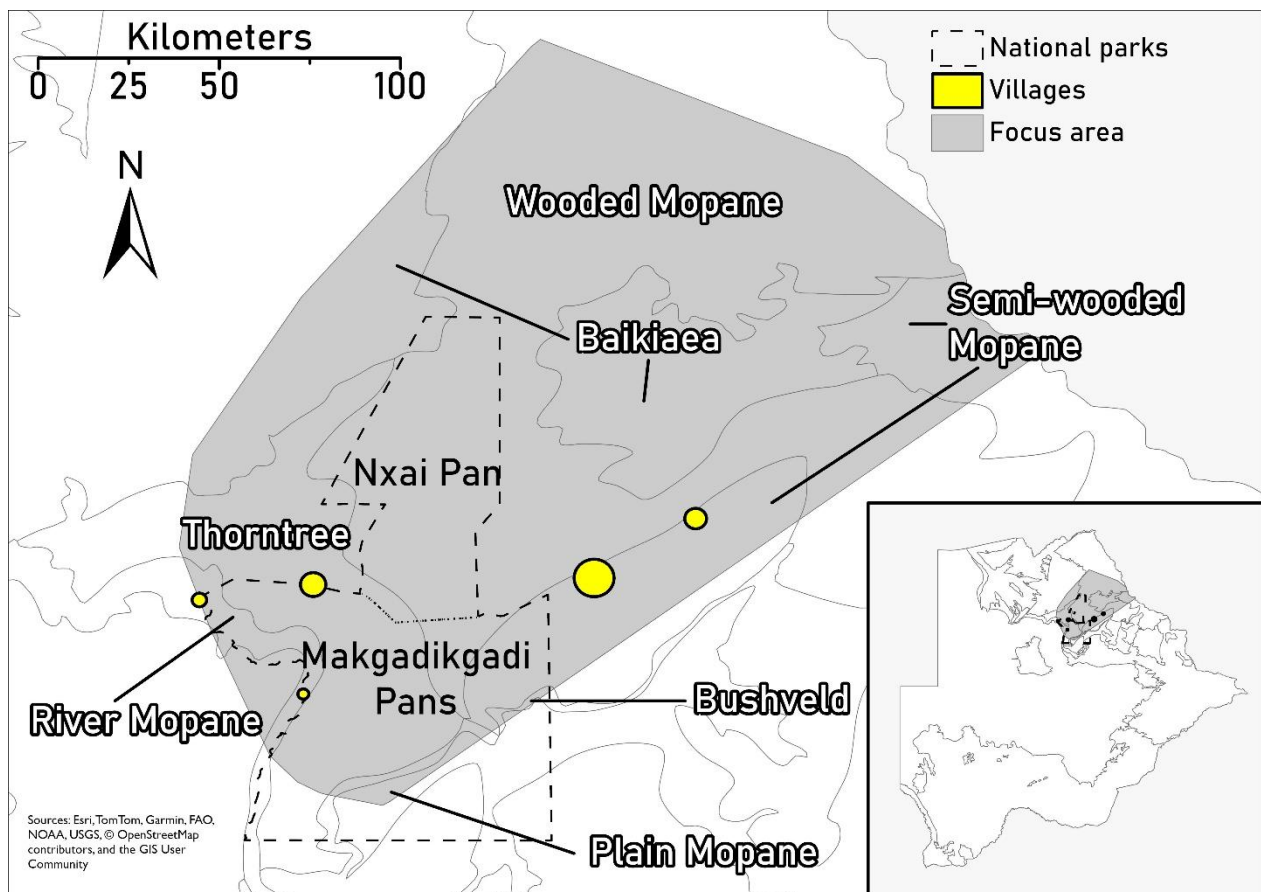 Kilometers
0 25 50 100
N
National parks
Villages
Focus area
Wooded Mopane
Semi-wooded
Mopane
Baikiaea
Nxai Pan
Thorntree
Makgadikgadi
Pans
River Mopane
Bushveld
Plain Mopane
Sources: Esri, TomTom, Garmin, FAO,
NOAA, USGS, © OpenStreetMap
contributors, and the GIS User
Community